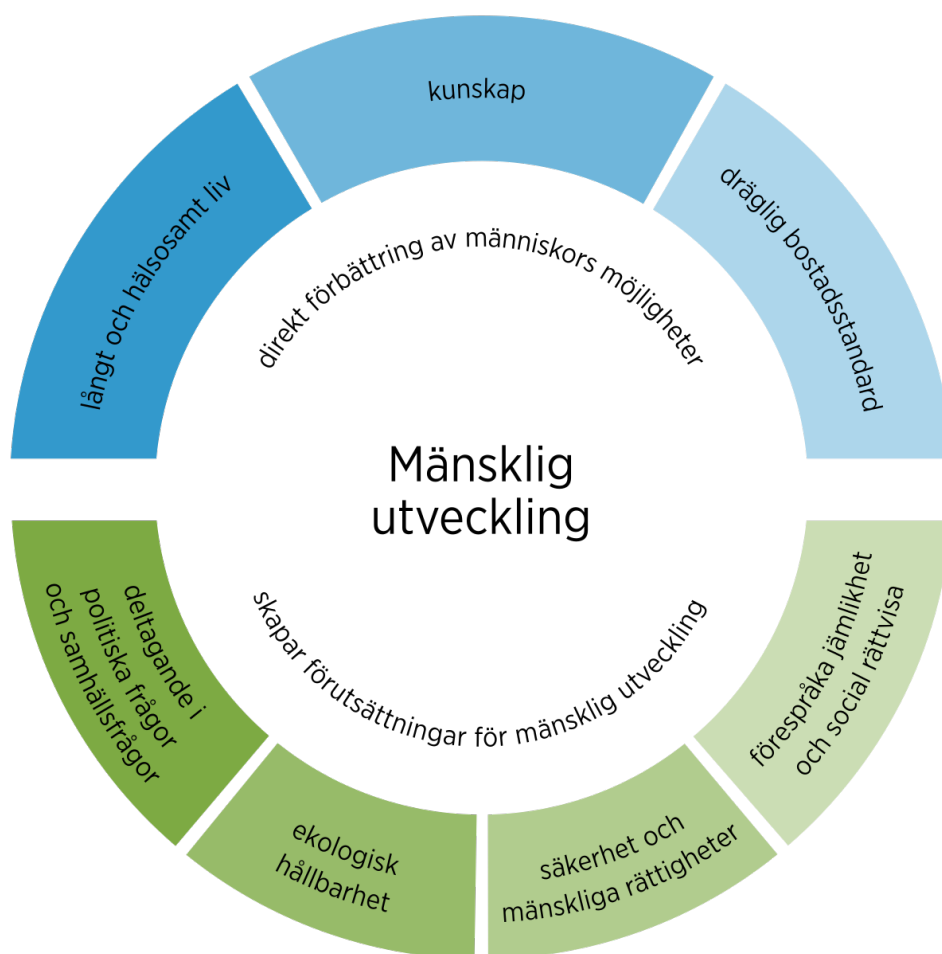 kunskap
långt och hälsosamt liv
dräglig bostadsstandard
direkt förbättring av människors möjligheter
Mänsklig
utveckling
skapar förutsättningar för mänsklig utveckling
deltagande i
politiska frågor
och samhällsfrågor
ekologisk
hållbarhet
säkerhet och
mänskliga rättigheter
förespråka jämlikhet
och social rättvisa